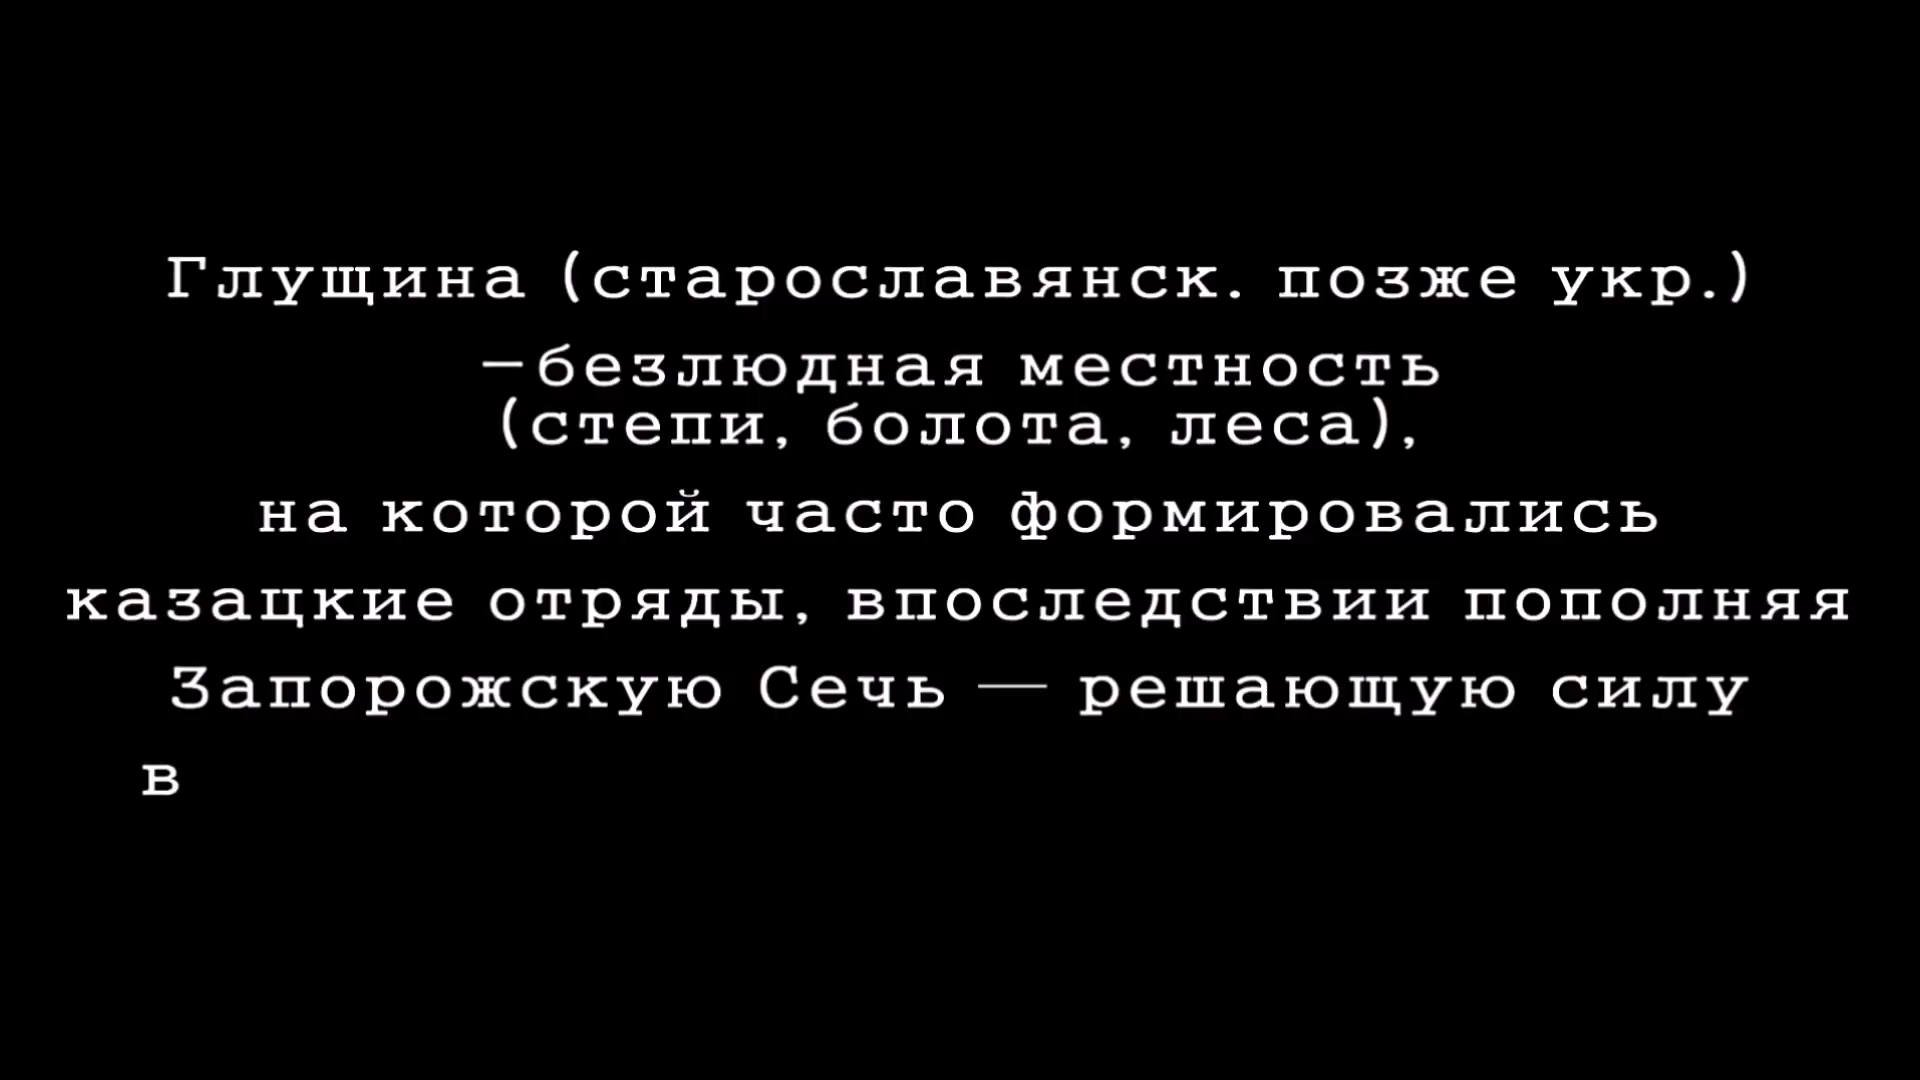 Глущина (старославянск. позже укр.)
—безлюдная местность
(степи, болота, леса),
на которой часто формировались
казацкие отряды, впоследствии пополняя
Запорожскую Сечь — решающую силу
в